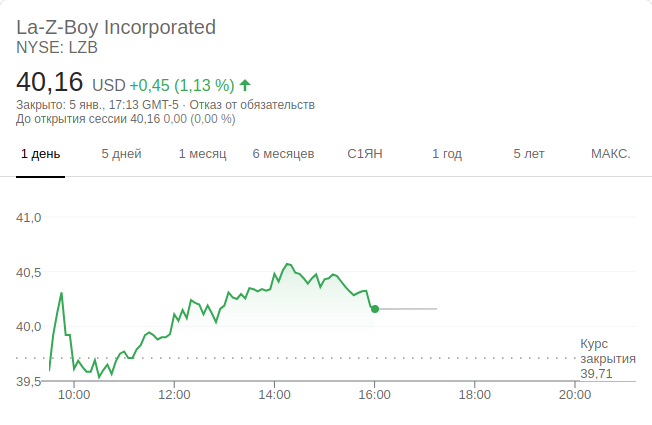 La-Z-Boy Incorporated
NYSE: LZB
40,16 USD +0,45 (1,13 %)
Закрыто: 5 янв., 17:13 GMT-5 · Отказ от обязательств
До открытия сессии 40,16 0,00 (0,00 %)
1 день 5 дней 1 месяц 6 месяцев С1ЯН 1 год 5 лет МАКС.
41,0
40,5
40,0
Курс
закрытия
39,71
39,5
10:00 12:00 14:00 16:00 18:00 20:00